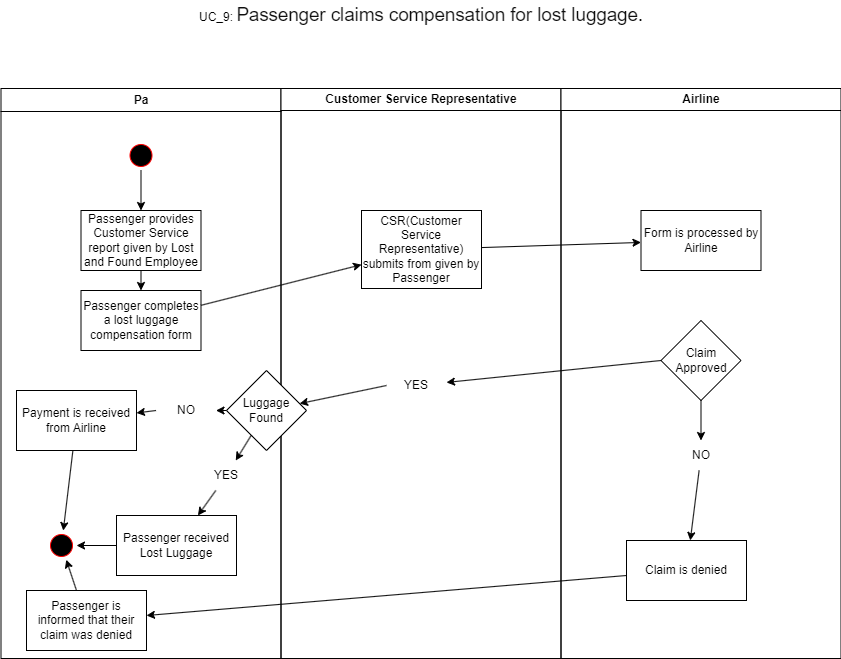 UC_9: Passenger claims compensation for lost luggage.
Pa
Customer Service Representative
Airline
Passenger provides
Customer Service
report given by Lost
and Found Employee
CSR(Customer
Service
Representative)
submits from given by
Passenger
Form is processed by
Airline
Passenger completes
a lost luggage
compensation form
Claim
Approved
YES
Luggage
Found
NO
Payment is received
from Airline
NO
YES
Passenger received
Lost Luggage
Claim is denied
Passenger is
informed that their
claim was denied